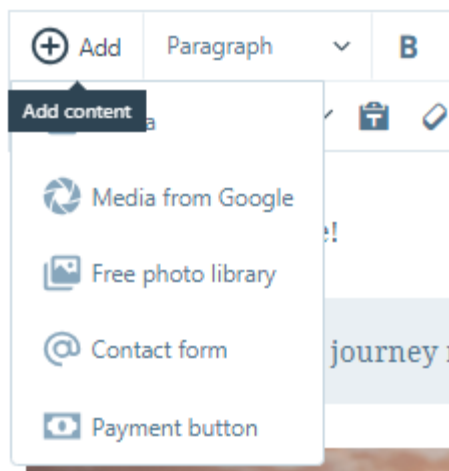 Add Paragraph B
Add content
Media from Google
e!
Free photo library
Contact form
journey
Payment button